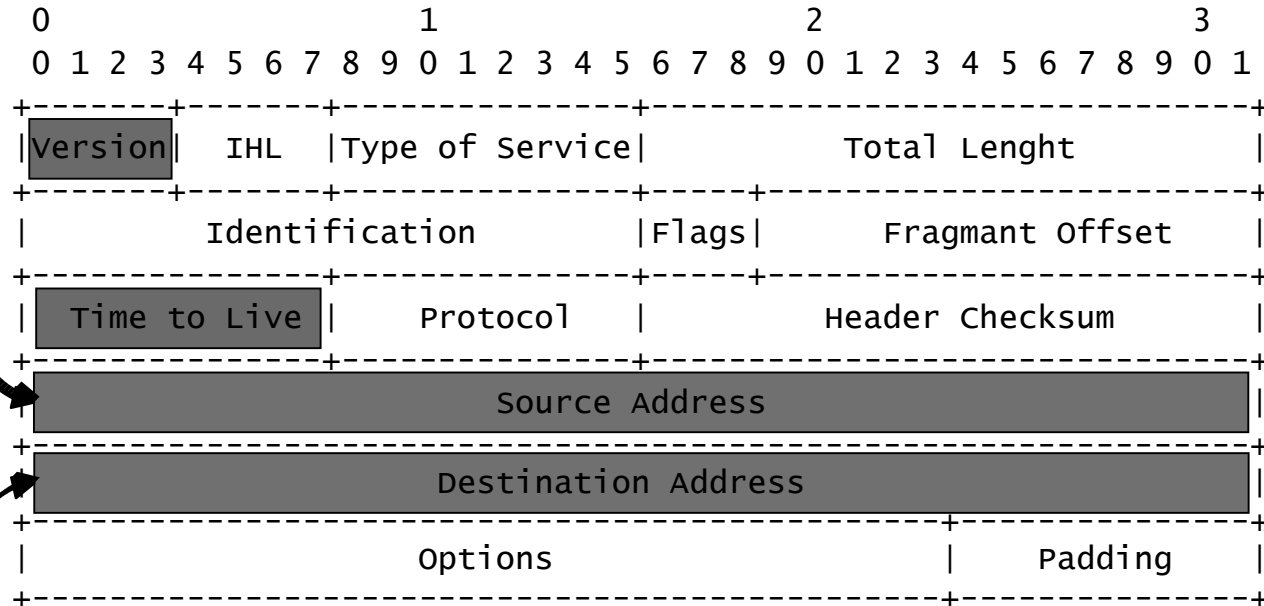 0 1 2 3
0 1 2 3 4 5 6 7 8 9 0 1 2 3 4 5 6 7 8 9 0 1 2 3 4 5 6 7 8 9 0 1
+-------+-------+---------------+-------------------------------+
|Version| IHL |Type of Service| Total Lenght |
+-------+-------+---------------+-----+-------------------------+
| Identification |Flags| Fragmant Offset |
+---------------+---------------+-----+-------------------------+
| Time to Live | Protocol | Header Checksum |
+---------------+---------------+-------------------------------+
| Source Address |
+---------------------------------------------------------------+
| Destination Address |
+-----------------------------------------------+---------------+
| Options | Padding |
+-----------------------------------------------+---------------+